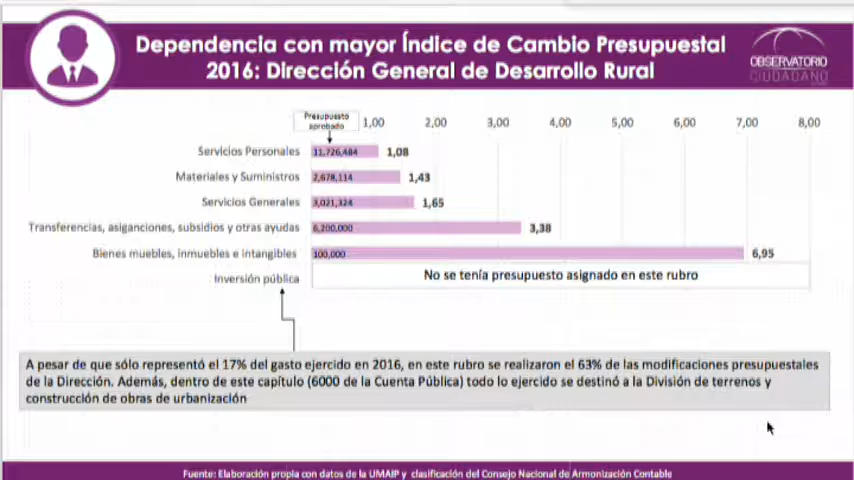 Dependencia con mayor Índice de Cambio Presupuestal
2016: Dirección General de Desarrollo Rural
OBSERVATORIO
CIUDADANO
Presupuesto
aprobado
1,00 2,00 3,00 4,00 5,00 6,00 7,00 8,00
Servicios Personales 11,726,484 1,08
Materiales y Suministros 2,678,114 1,43
Servicios Generales 3,021,324 1,65
Transferencias, asiganciones, subsidios y otras ayudas 6,200,000 3,38
Bienes muebles, inmuebles e intangibles 100,000 6,95
Inversión pública No se tenía presupuesto asignado en este rubro
A pesar de que sólo representó el 17% del gasto ejercido en 2016, en este rubro se realizaron el 63% de las modificaciones presupuestales
de la Dirección. Además, dentro de este capítulo (6000 de la Cuenta Pública) todo lo ejercido se destinó a la División de terrenos y
construcción de obras de urbanización
Fuente: Elaboración propia con datos de la UMAIP y clasificación del Consejo Nacional de Armonización Contable